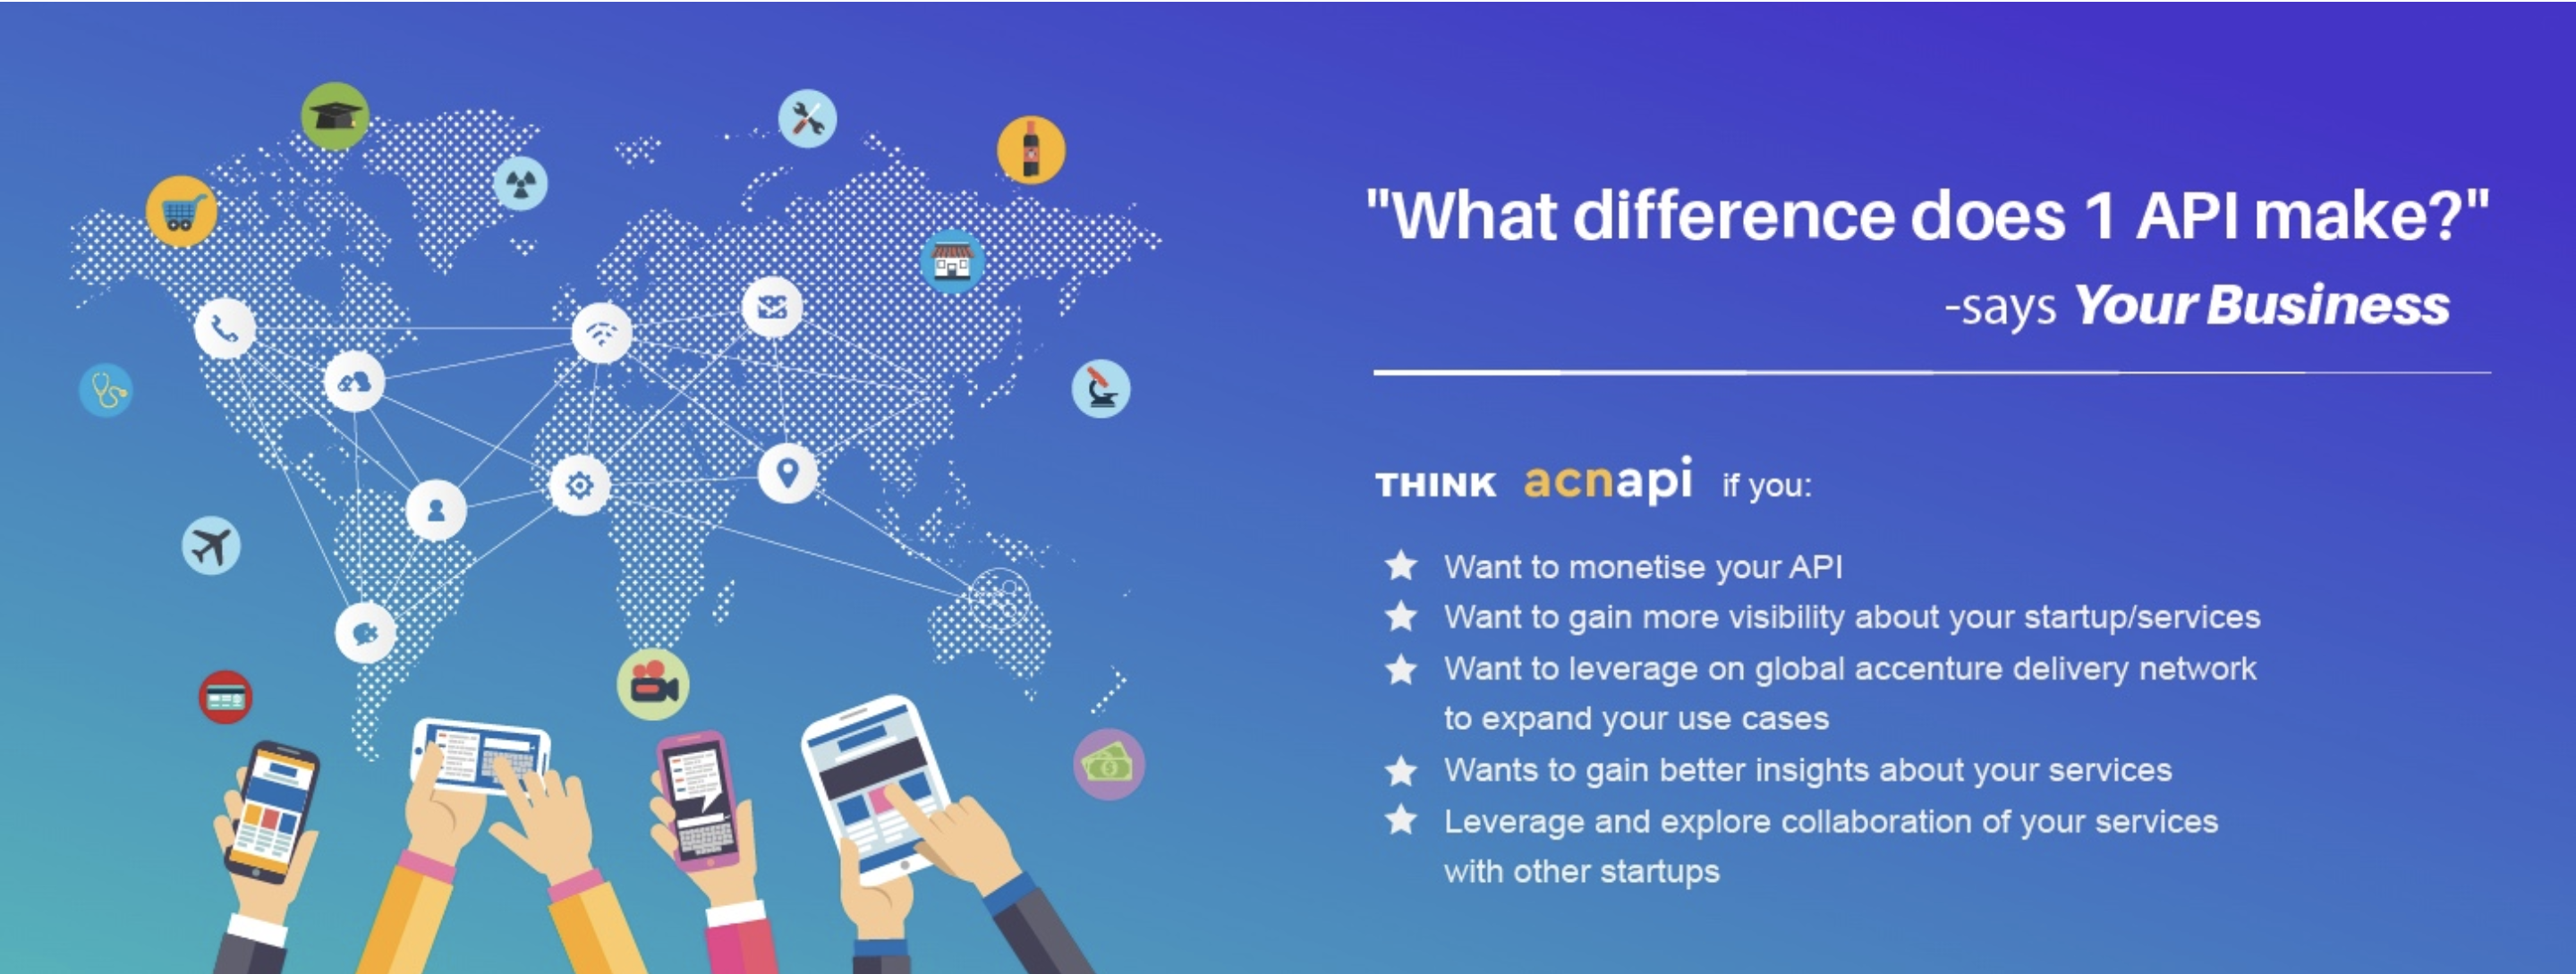 "What difference does 1 API make?"
-says Your Business
THINK acnapi if you:
Want to monetise your API
Want to gain more visibility about your startup/services
Want to leverage on global accenture delivery network
to expand your use cases
Wants to gain better insights about your services
Leverage and explore collaboration of your services
with other startups